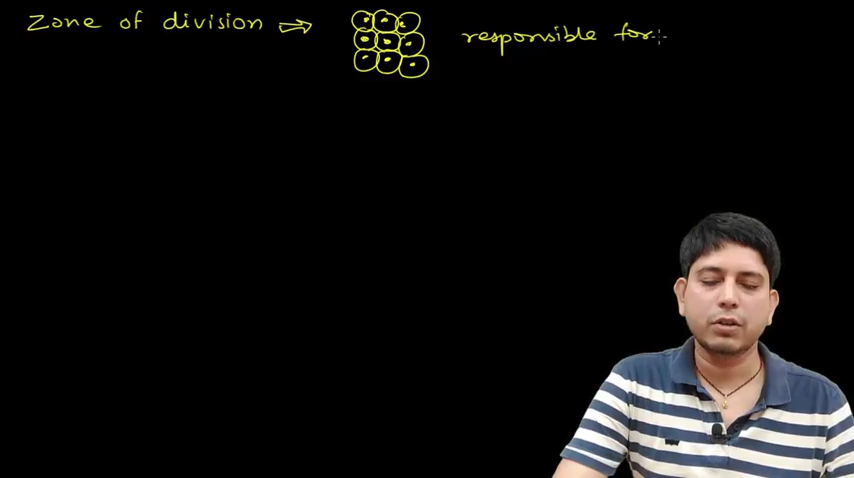 Zone of division ⇒ responsible for